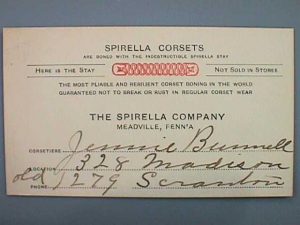 SPIRELLA CORSETS
ARE BONED WITH THE INDESTRUCTIBLE SPIRELLA STAY
HERE IS THE STAY NOT SOLD IN STORES
THE MOST PLIABLE AND RESILIENT CORSET BONING IN THE WORLD
GUARANTEED NOT TO BREAK OR RUST IN REGULAR CORSET WEAR
THE SPIRELLA COMPANY
MEADVILLE, PENN'A
CORSETIERE Jennie Bunnell
LOCATION 328 Madison
old PHONE 1279 Scranton